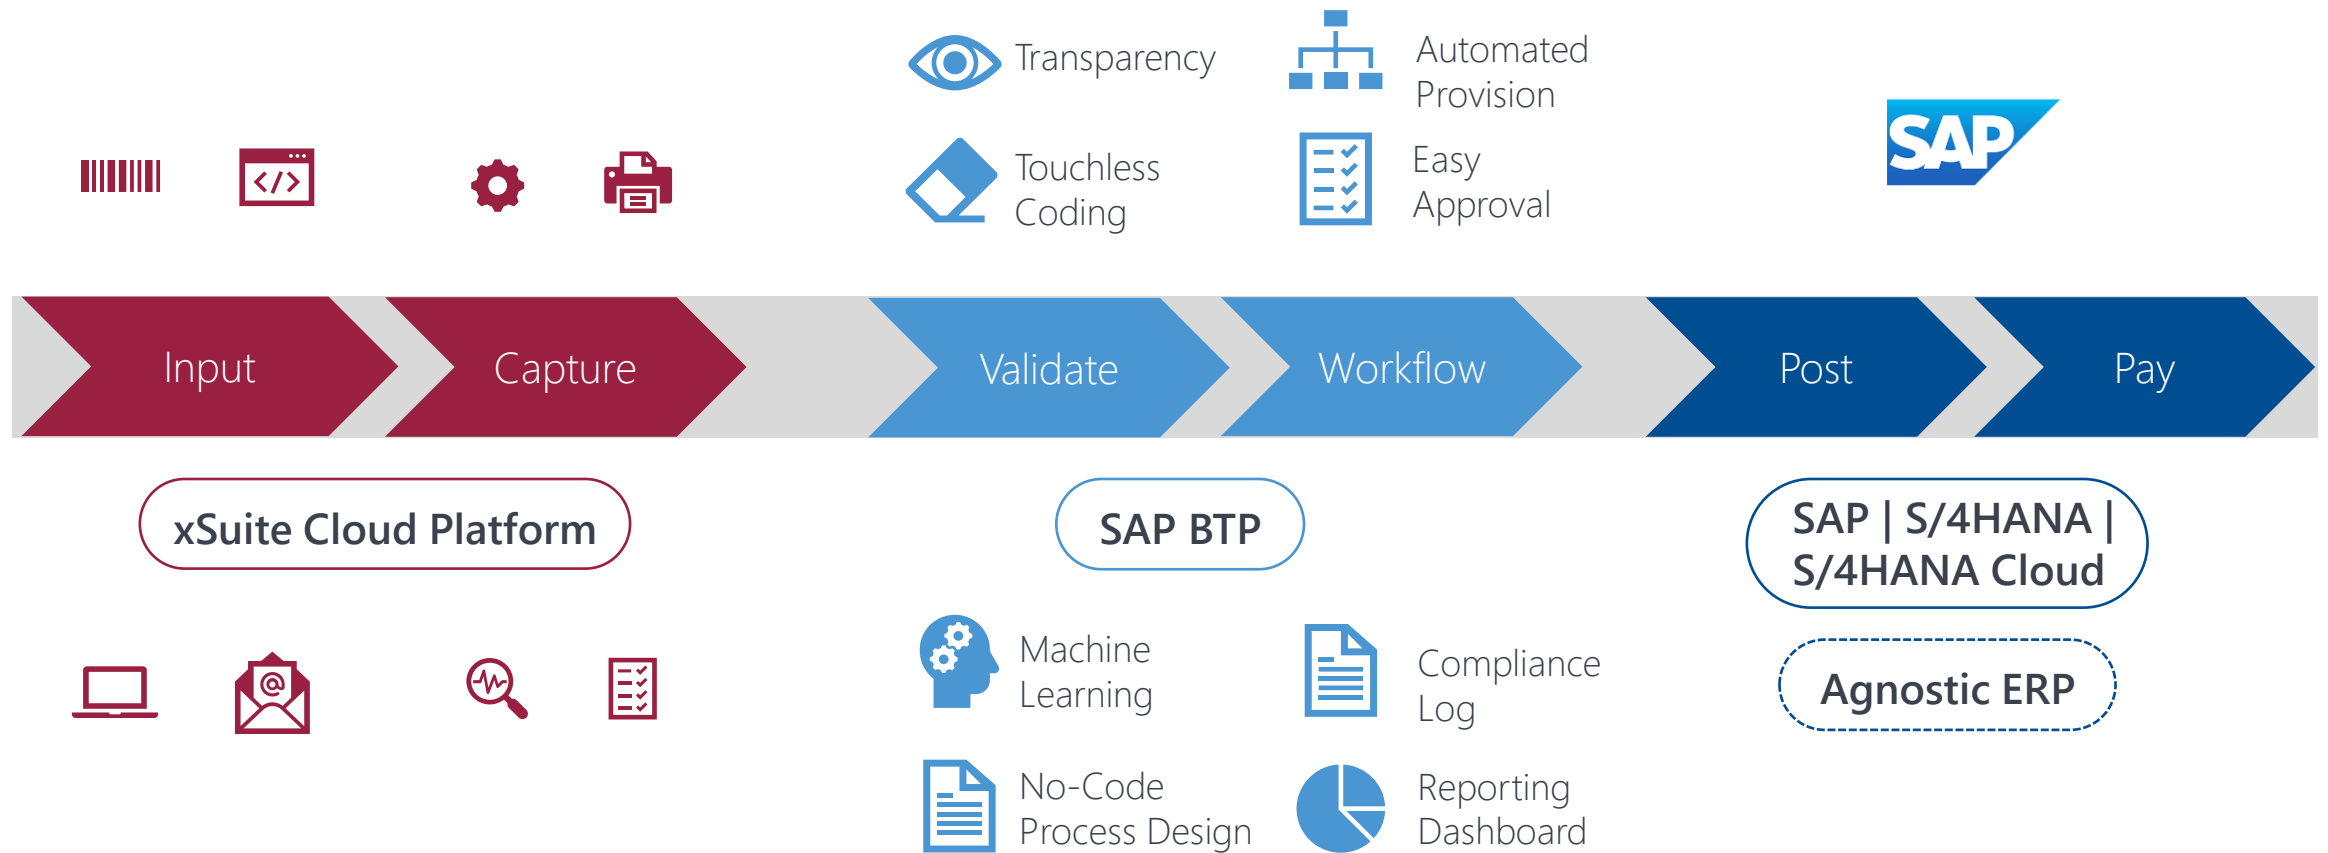 Transparency
Automated
Provision
Touchless
Coding
Easy
Approval
SAP
Input
Capture
Validate
Workflow
Post
Pay
xSuite Cloud Platform
SAP BTP
SAP | S/4HANA |
S/4HANA Cloud
Agnostic ERP
Machine
Learning
Compliance
Log
No-Code
Process Design
Reporting
Dashboard